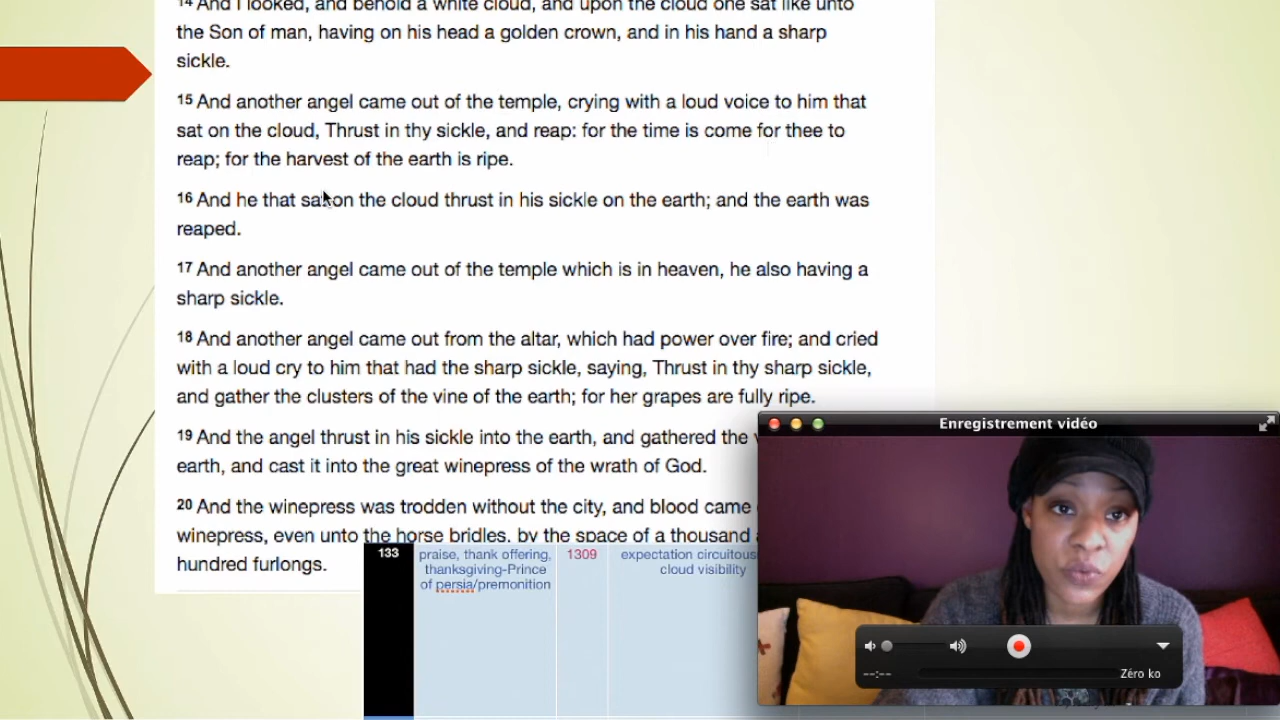 14 And I looked, and behold a white cloud, and upon the cloud one sat like unto
the Son of man, having on his head a golden crown, and in his hand a sharp
sickle.
15 And another angel came out of the temple, crying with a loud voice to him that
sat on the cloud, Thrust in thy sickle, and reap: for the time is come for thee to
reap; for the harvest of the earth is ripe.
16 And he that sat on the cloud thrust in his sickle on the earth; and the earth was
reaped.
17 And another angel came out of the temple which is in heaven, he also having a
sharp sickle.
18 And another angel came out from the altar, which had power over fire; and cried
with a loud cry to him that had the sharp sickle, saying, Thrust in thy sharp sickle,
and gather the clusters of the vine of the earth; for her grapes are fully ripe.
19 And the angel thrust in his sickle into the earth, and gathered the
earth, and cast it into the great winepress of the wrath of God.
20 And the winepress was trodden without the city, and blood came
winepress, even unto the horse bridles, by the space of a thousand
hundred furlongs.
133
praise, thank offering,
thanksgiving-Prince
of persia/premonition
1309
expectation circuitous
cloud visibility
Enregistrement vidéo
--:--
Zéro ko